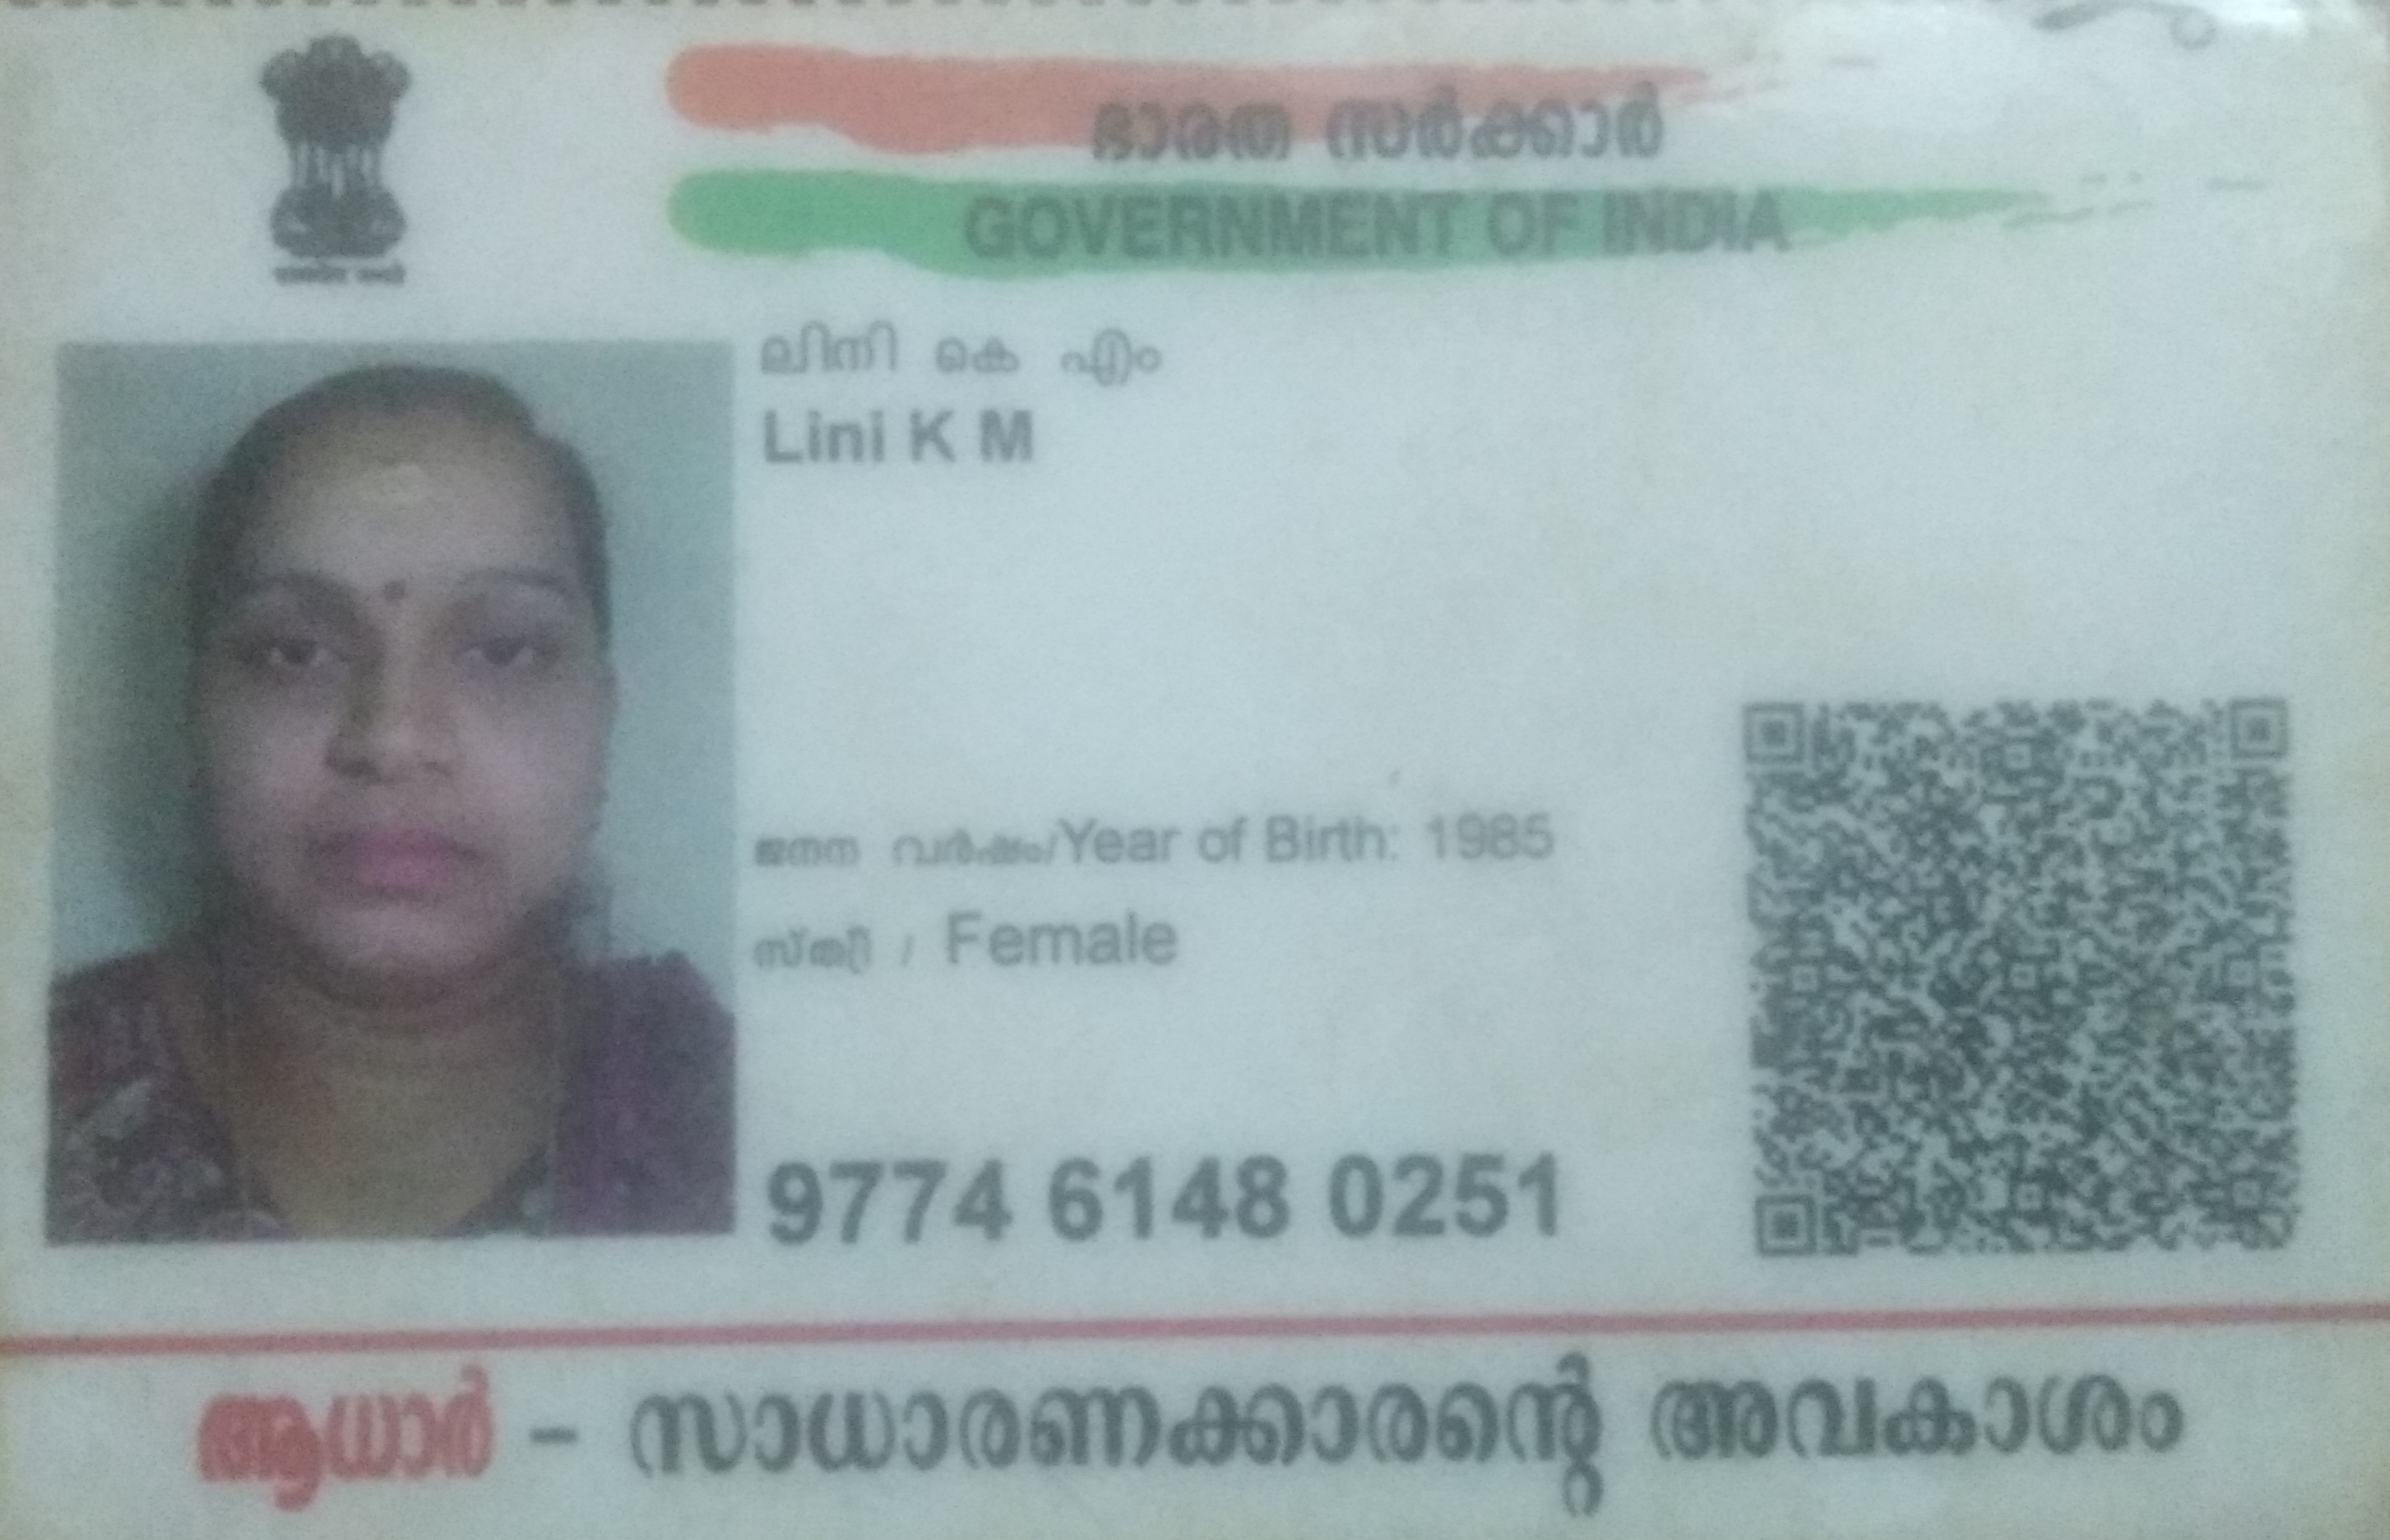 ഭാരത സർക്കാർ
GOVERNMENT OF INDIA
ലിനി കെ എം
Lini K M
ജനന വർഷം/Year of Birth: 1985
സ്ത്രീ / Female
9774 6148 0251
ആധാർ - സാധാരണക്കാരന്റെ അവകാശം